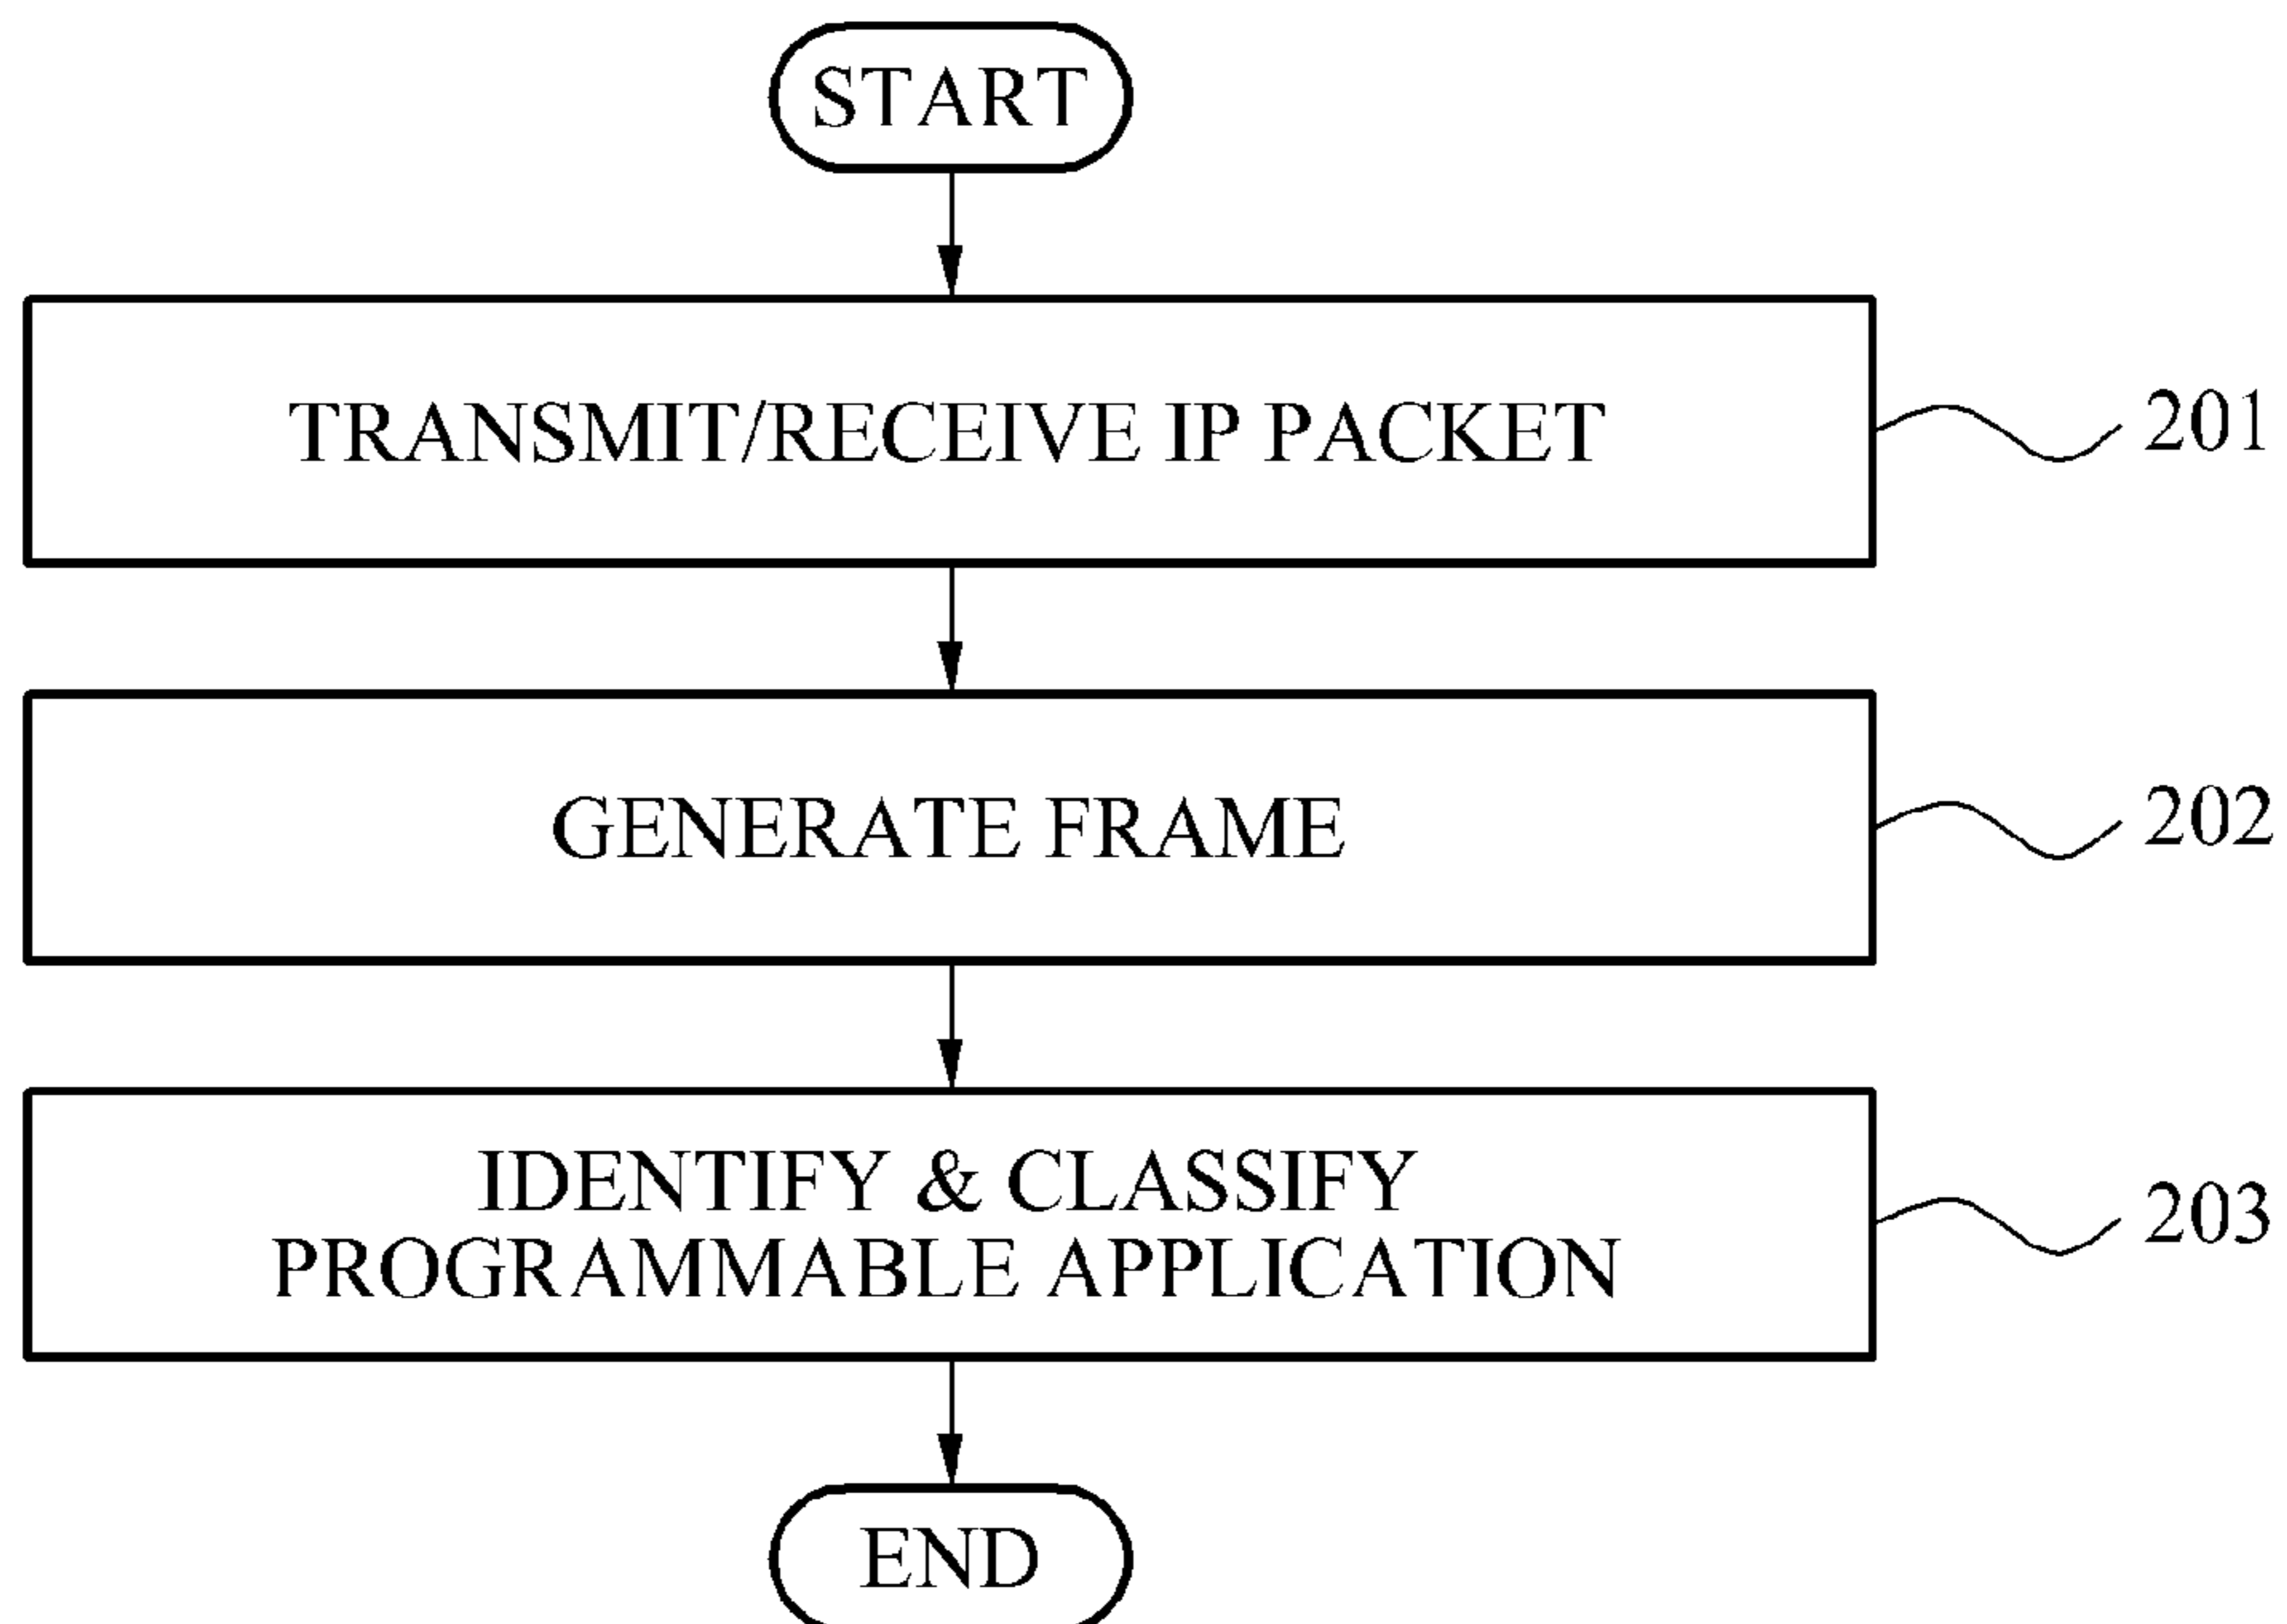 START
TRANSMIT/RECEIVE IP PACKET
201
GENERATE FRAME
202
IDENTIFY & CLASSIFY
PROGRAMMABLE APPLICATION
203
END